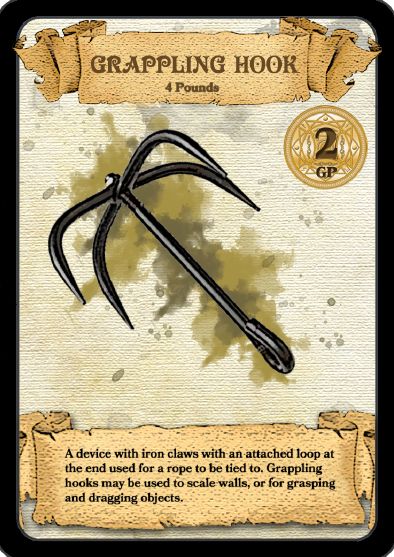 GRAPPLING HOOK
4 Pounds
2
GP
A device with iron claws with an attached loop at
the end used for a rope to be tied to. Grappling
hooks may be used to scale walls, or for grasping
and dragging objects.